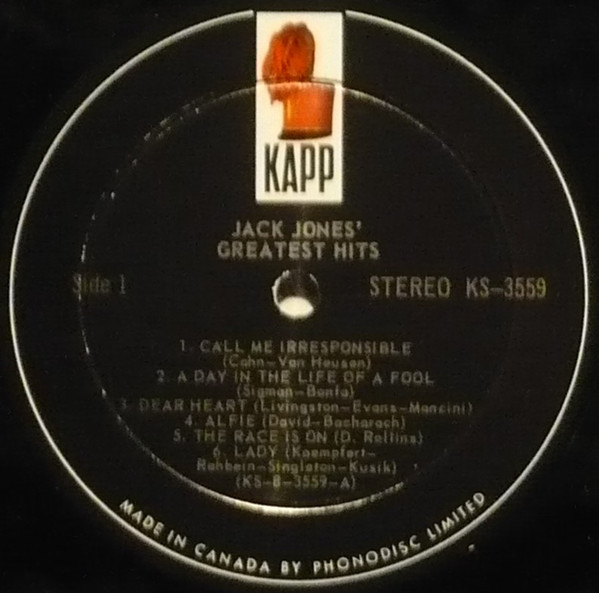 KAPP
JACK JONES'
GREATEST HITS
Side 1
STEREO KS-3559
1. CALL ME IRRESPONSIBLE
(Cahn-Van Heusen)
2. A DAY IN THE LIFE OF A FOOL
(Sigman-Bonfa)
3. DEAR HEART (Livingston-Evans-Mancini)
4. ALFIE (David-Bacharach)
5. THE RACE IS ON (D. Rollins)
6. LADY (Kaempfert-
Rehbein-Singleton-Kusik)
(KS-B-3559-A)
MADE IN CANADA BY PHONODISC LIMITED